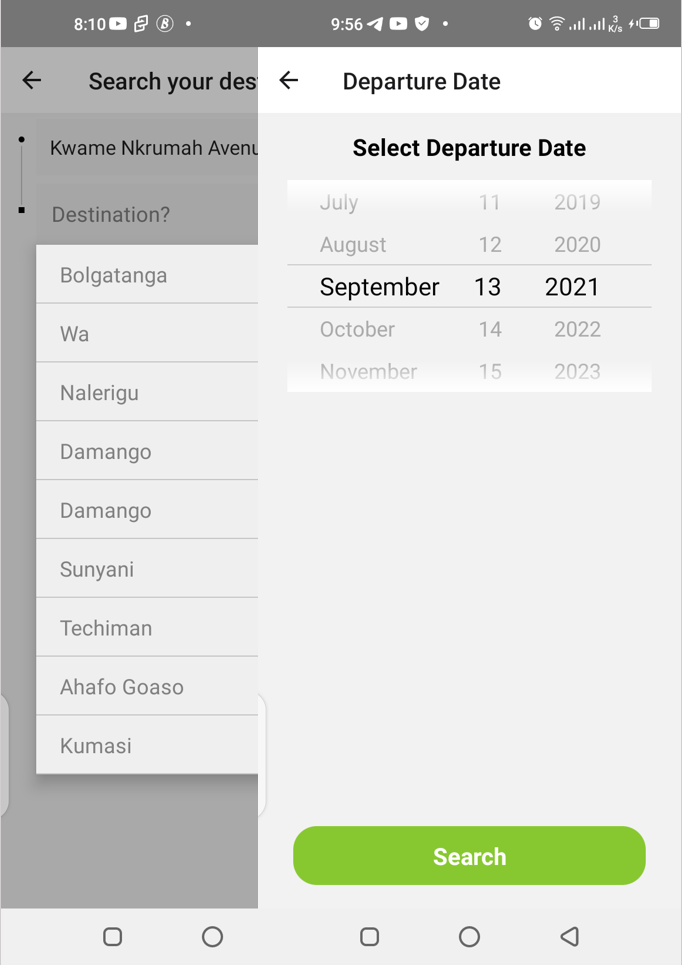 8:10
Search your des
Kwame Nkrumah Avenu
Destination?
Bolgatanga
Wa
Nalerigu
Damango
Damango
Sunyani
Techiman
Ahafo Goaso
Kumasi
9:56 3 K/s
Departure Date
Select Departure Date
July 11 2019
August 12 2020
September 13 2021
October 14 2022
November 15 2023
Search